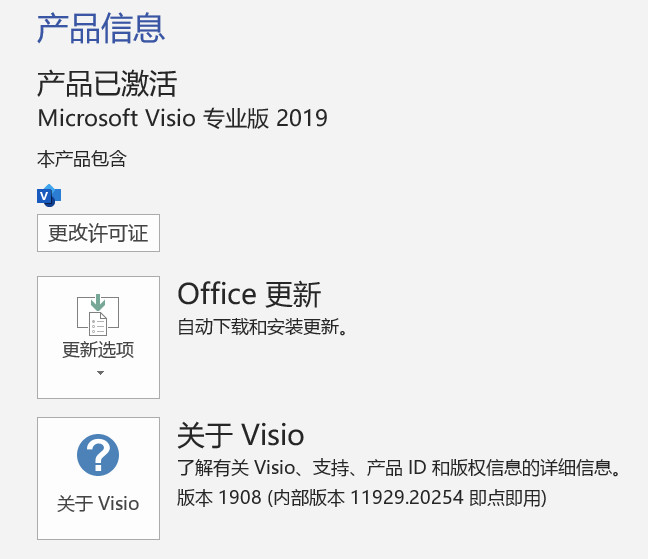 产品信息
产品已激活
Microsoft Visio 专业版 2019
本产品包含
V
更改许可证
Office 更新
自动下载和安装更新。
更新选项
关于 Visio
了解有关 Visio、支持、产品 ID 和版权信息的详细信息。
版本 1908 (内部版本 11929.20254 即点即用)
?
关于 Visio